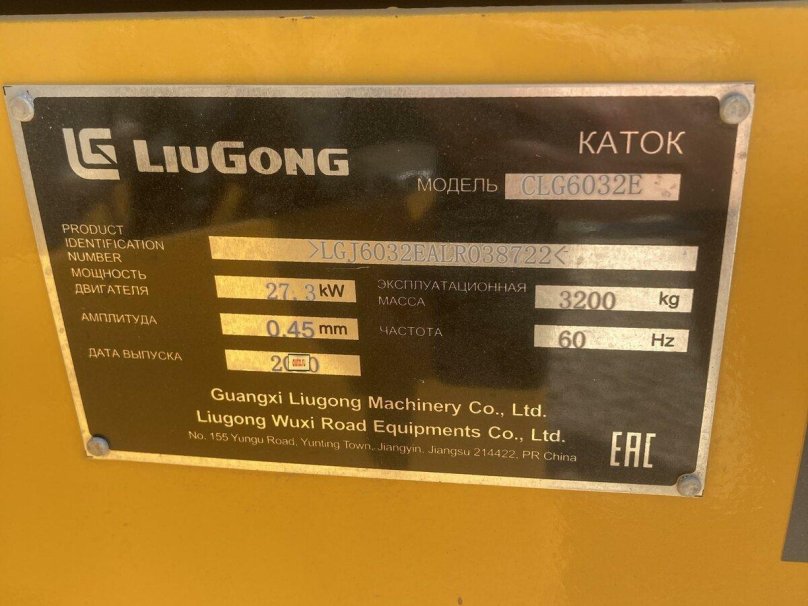 LG LIUGONG
КАТОК
МОДЕЛЬ CLG6032E
PRODUCT
IDENTIFICATION
NUMBER >LGJ6032EALR038722<
МОЩНОСТЬ
ДВИГАТЕЛЯ 27.3 kW
ЭКСПЛУАТАЦИОННАЯ
МАССА 3200 kg
АМПЛИТУДА 0.45 mm
ЧАСТОТА 60 Hz
ДАТА ВЫПУСКА
Guangxi Liugong Machinery Co., Ltd.
Liugong Wuxi Road Equipments Co., Ltd.
No. 155 Yungu Road, Yunting Town, Jiangyin, Jiangsu 214422, PR China
EAC